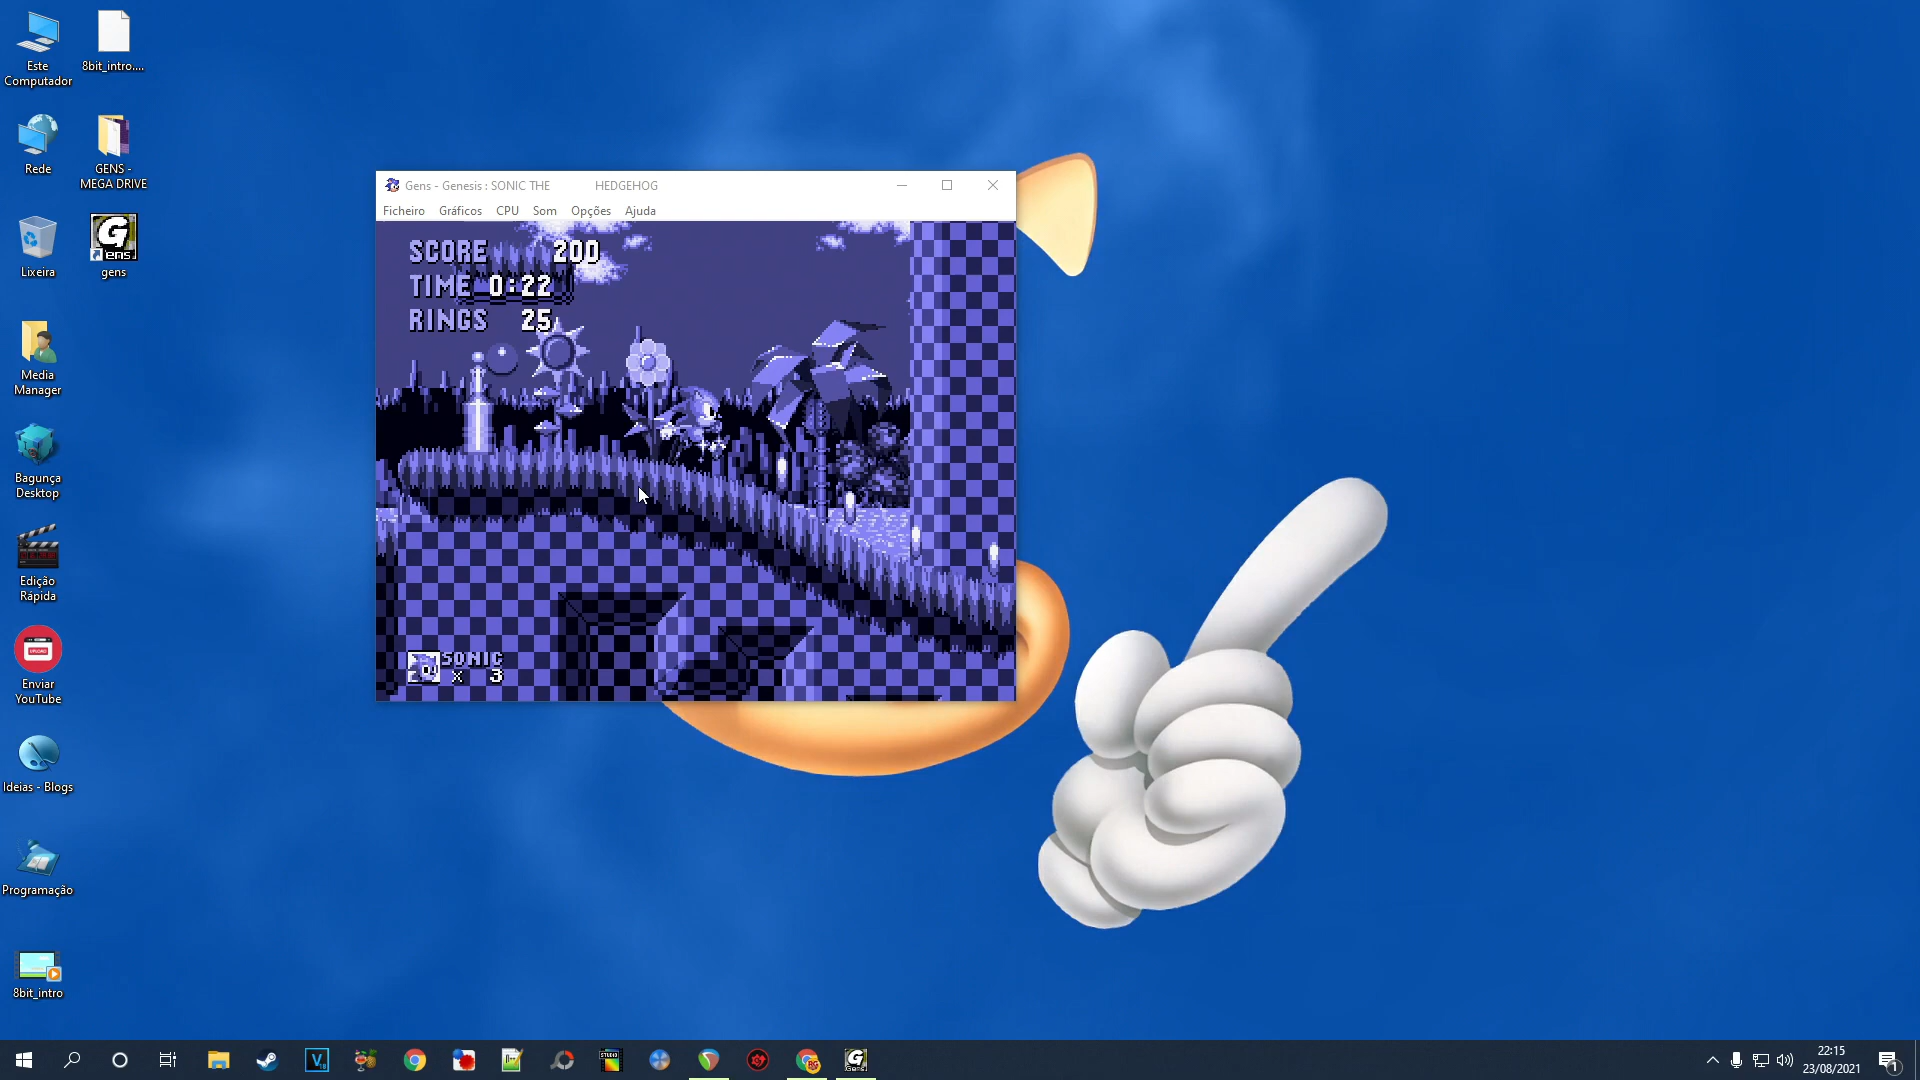 Este
Computador
8bit_intro....
Rede
GENS -
MEGA DRIVE
Lixeira
gens
Media
Manager
Bagunça
Desktop
Edição
Rápida
Enviar
YouTube
Ideias - Blogs
Programação
8bit_intro
Gens - Genesis : SONIC THE HEDGEHOG
Ficheiro Gráficos CPU Som Opções Ajuda
SCORE 200
TIME 0:22
RINGS 25
SONIC
X 3
22:15
23/08/2021
1